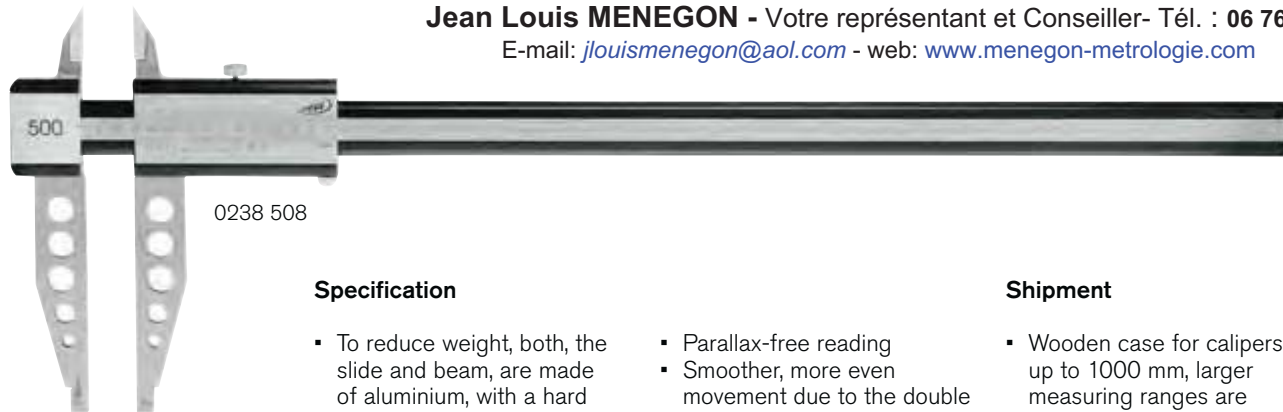 Jean Louis MENEGON - Votre représentant et Conseiller- Tél. : 06 76
E-mail: jlouismenegon@aol.com - web: www.menegon-metrologie.com
500
0238 508
Specification
▪ To reduce weight, both, the
slide and beam, are made
of aluminium, with a hard
▪ Parallax-free reading
▪ Smoother, more even
movement due to the double
Shipment
▪ Wooden case for calipers
up to 1000 mm, larger
measuring ranges are